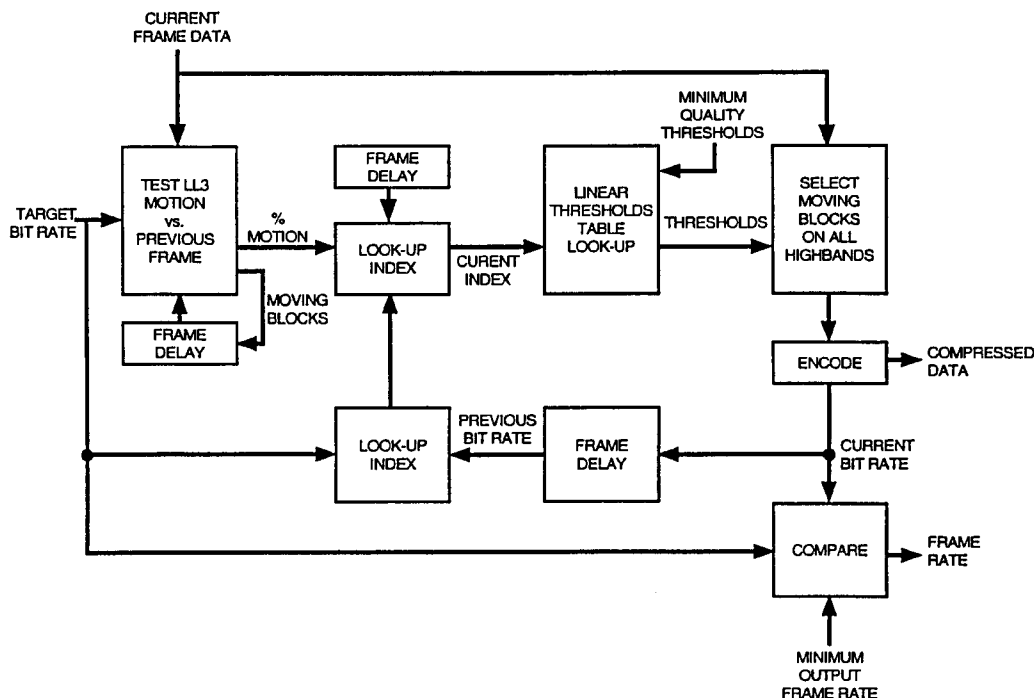 CURRENT
FRAME DATA
MINIMUM
QUALITY
THRESHOLDS
FRAME
DELAY
TEST LL3
MOTION
vs.
PREVIOUS
FRAME
LINEAR
THRESHOLDS
TABLE
LOOK-UP
SELECT
MOVING
BLOCKS
ON ALL
HIGHBANDS
TARGET
BIT RATE
%
MOTION
LOOK-UP
INDEX
CURENT
INDEX
THRESHOLDS
MOVING
BLOCKS
FRAME
DELAY
ENCODE
COMPRESSED
DATA
LOOK-UP
INDEX
PREVIOUS
BIT RATE
FRAME
DELAY
CURRENT
BIT RATE
COMPARE
FRAME
RATE
MINIMUM
OUTPUT
FRAME RATE